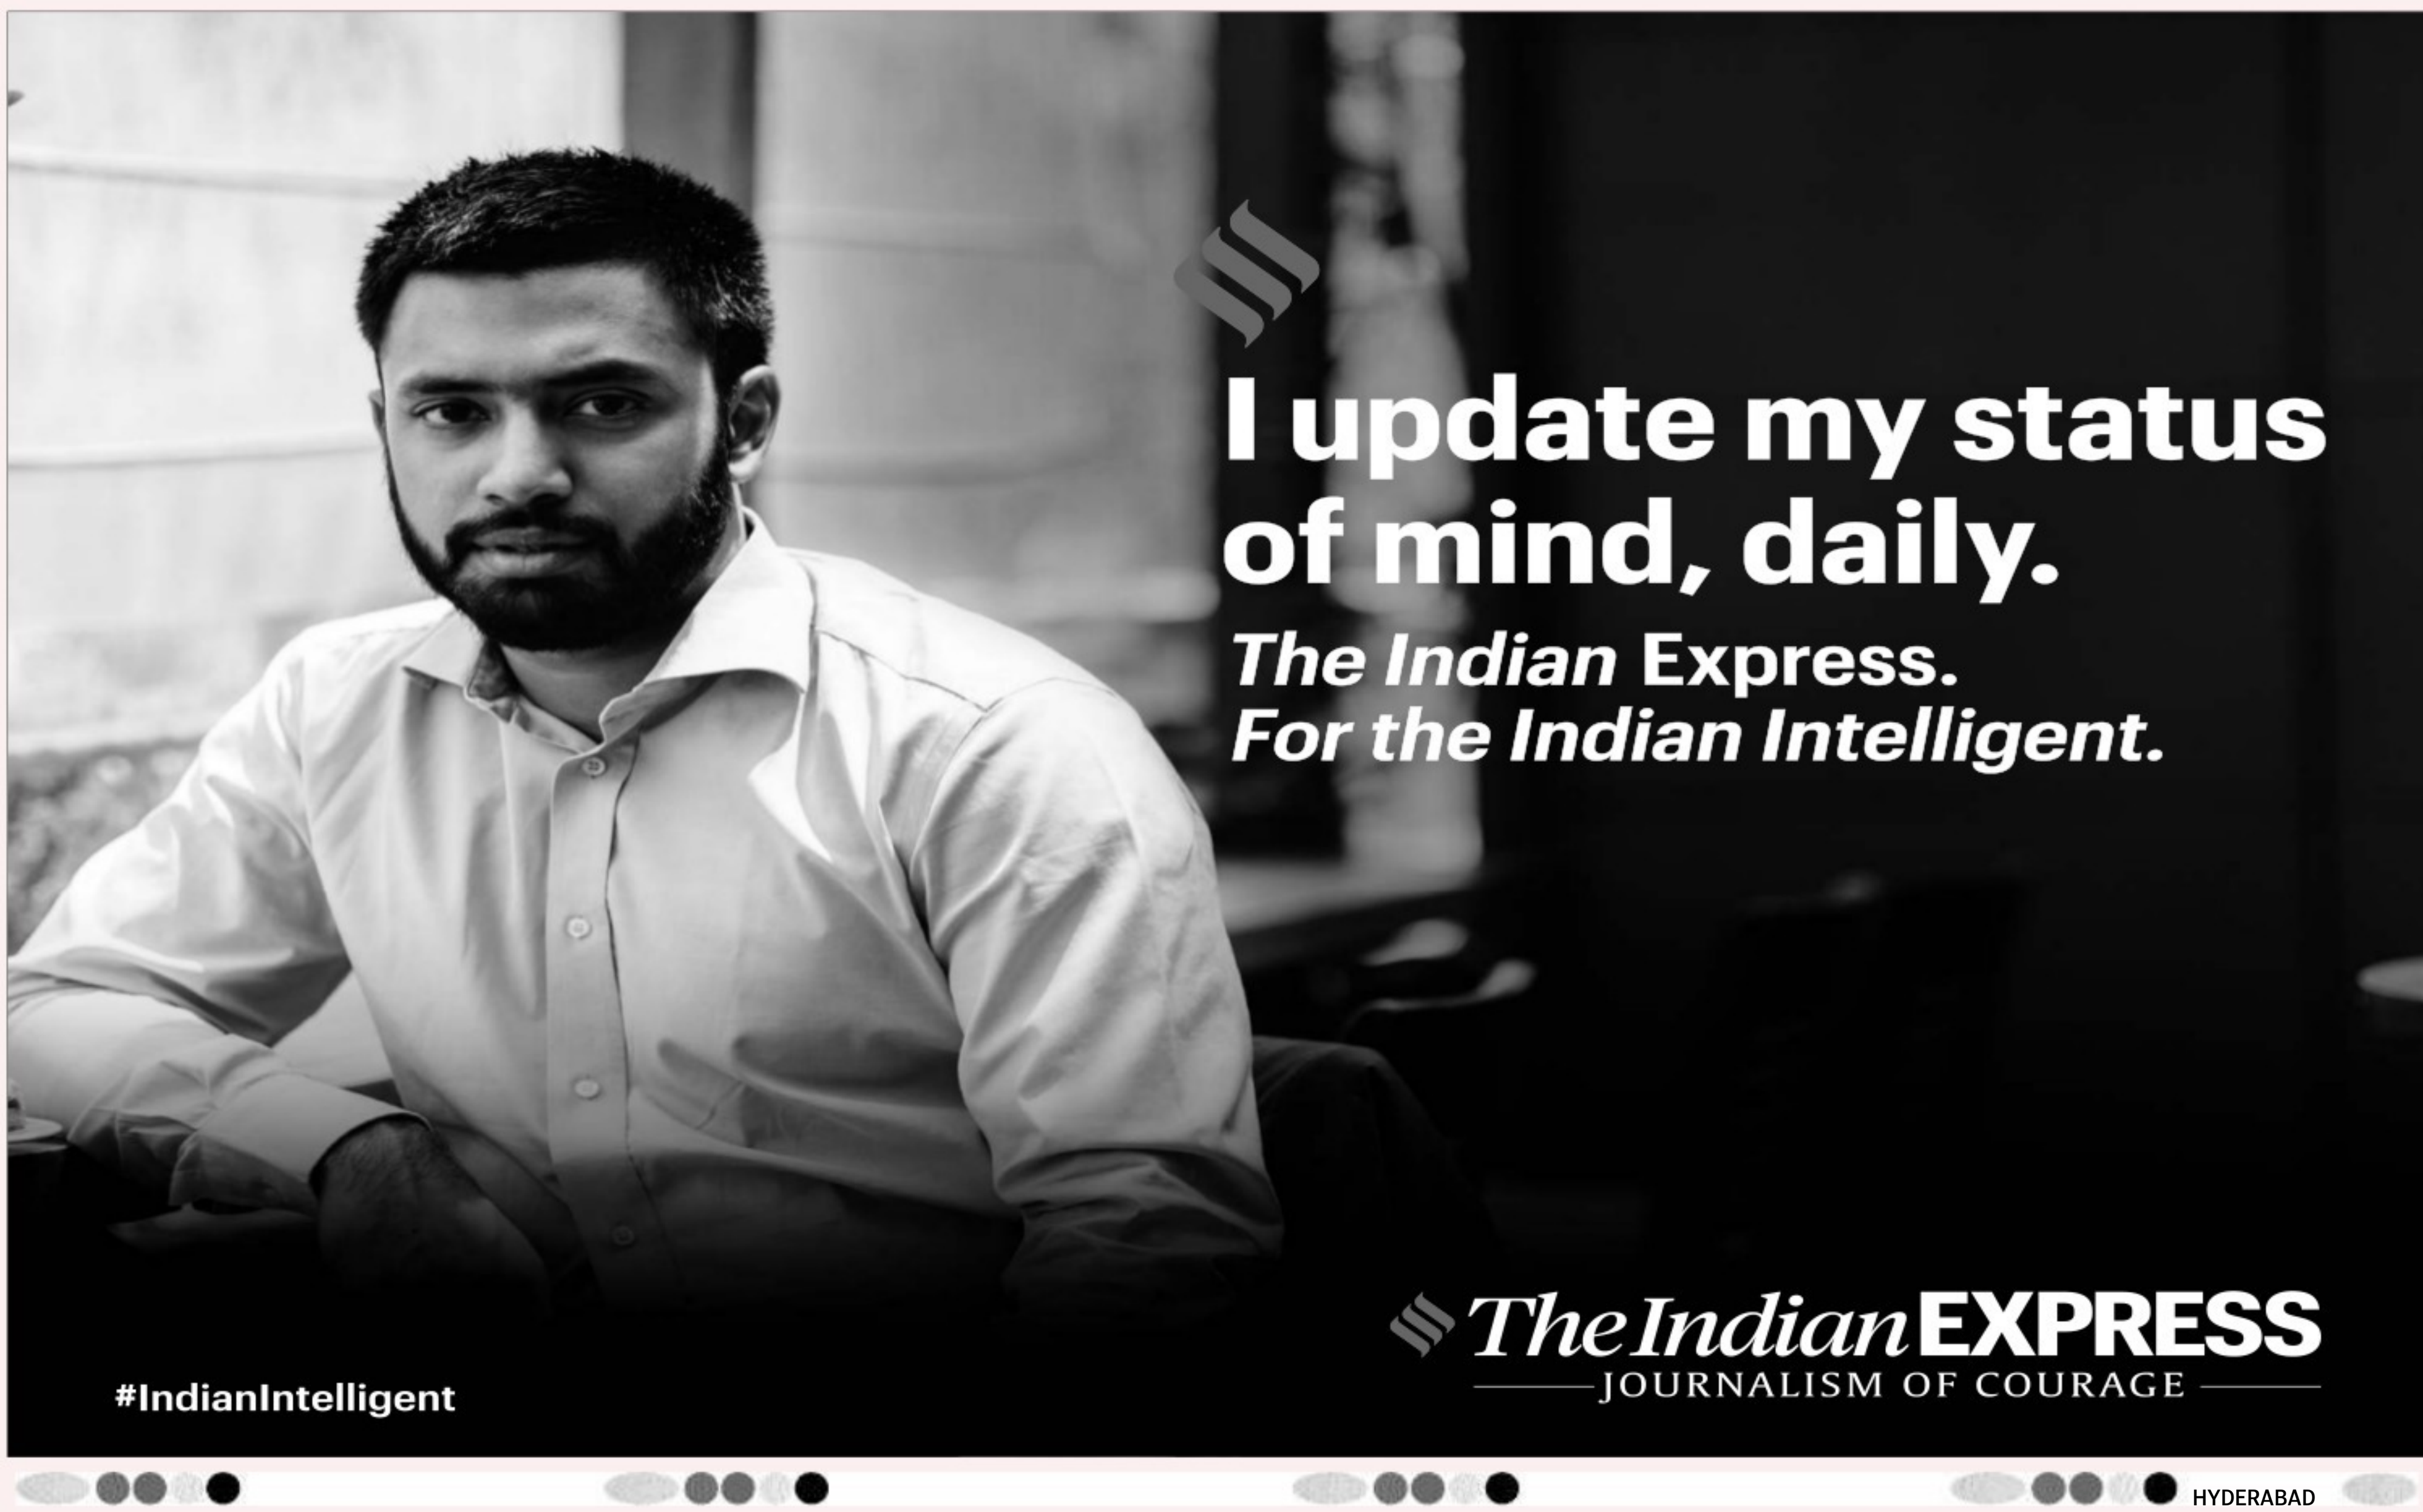 I update my status
of mind, daily.
The Indian Express.
For the Indian Intelligent.
The Indian EXPRESS
JOURNALISM OF COURAGE
#IndianIntelligent
HYDERABAD